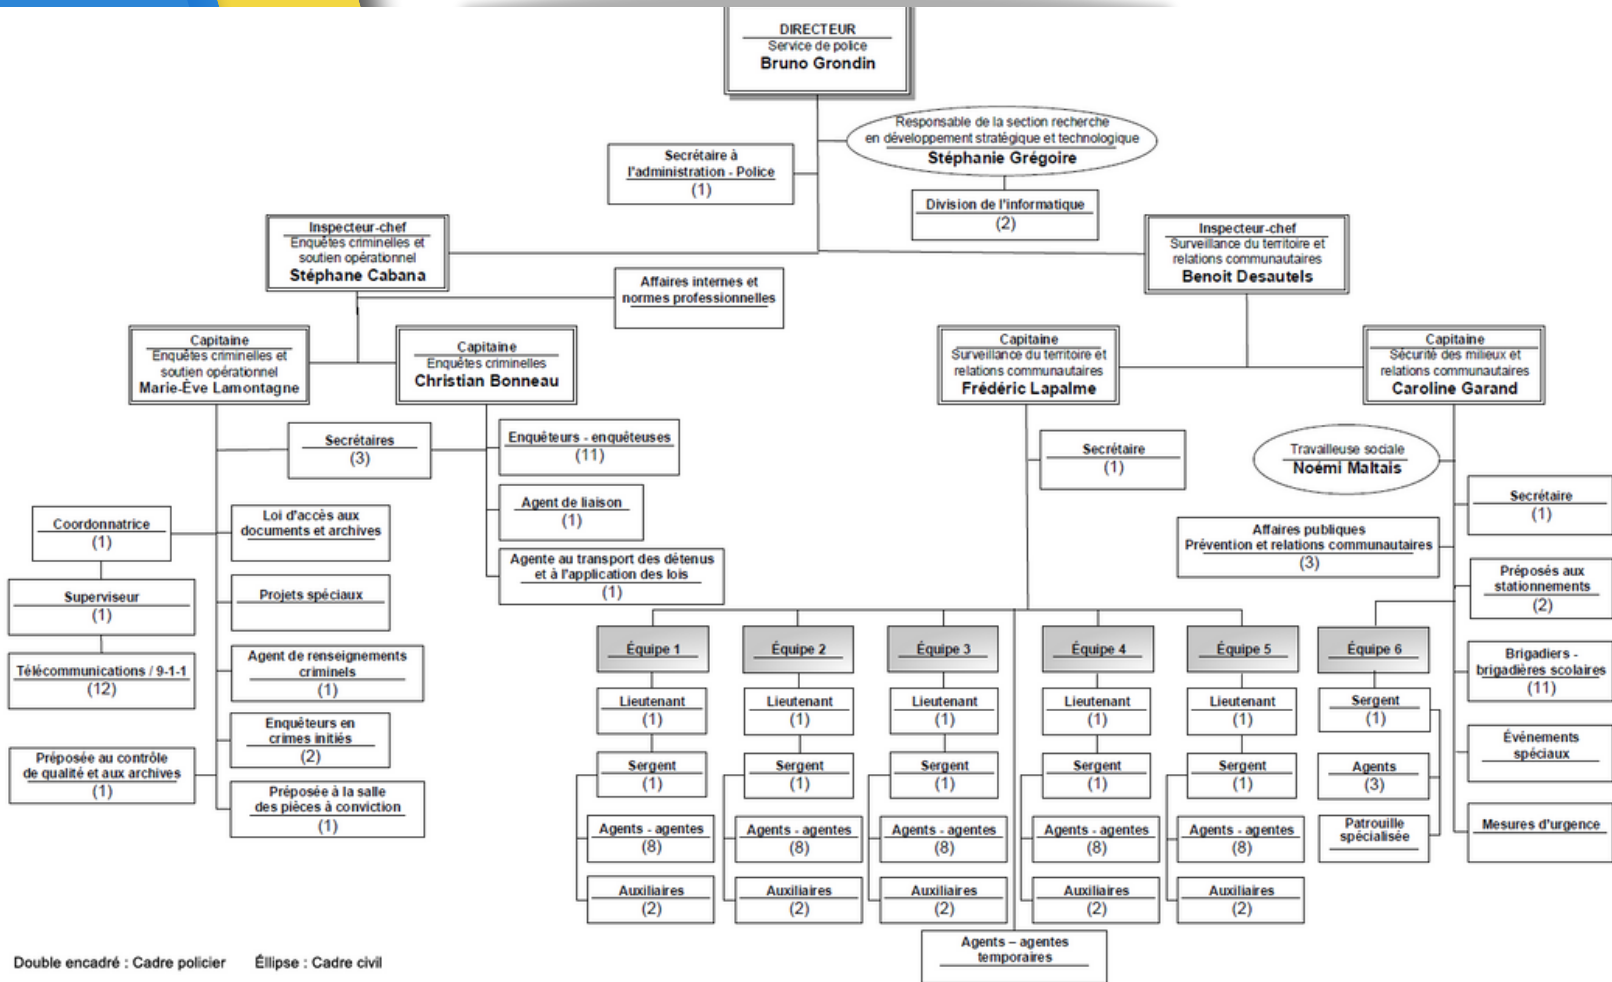 DIRECTEUR
Service de police
Bruno Grondin
Responsable de la section recherche
en développement stratégique et technologique
Stéphanie Grégoire
Secrétaire à
l'administration - Police
(1)
Division de l'informatique
(2)
Inspecteur-chef
Enquêtes criminelles et
soutien opérationnel
Stéphane Cabana
Inspecteur-chef
Surveillance du territoire et
relations communautaires
Benoit Desautels
Affaires internes et
normes professionnelles
Capitaine
Enquêtes criminelles et
soutien opérationnel
Marie-Ève Lamontagne
Capitaine
Enquêtes criminelles
Christian Bonneau
Capitaine
Surveillance du territoire et
relations communautaires
Frédéric Lapalme
Capitaine
Sécurité des milieux et
relations communautaires
Caroline Garand
Secrétaires
(3)
Enquêteurs - enquêteuses
(11)
Agent de liaison
(1)
Agente au transport des détenus
et à l'application des lois
(1)
Secrétaire
(1)
Travailleuse sociale
Noémi Maltais
Secrétaire
(1)
Affaires publiques
Prévention et relations communautaires
(3)
Préposés aux
stationnements
(2)
Brigadiers -
brigadières scolaires
(11)
Événements
spéciaux
Mesures d'urgence
Coordonnatrice
(1)
Superviseur
(1)
Télécommunications / 9-1-1
(12)
Préposée au contrôle
de qualité et aux archives
(1)
Loi d'accès aux
documents et archives
Projets spéciaux
Agent de renseignements
criminels
(1)
Enquêteurs en
crimes initiés
(2)
Préposée à la salle
des pièces à conviction
(1)
Équipe 1
Lieutenant
(1)
Sergent
(1)
Agents - agentes
(8)
Auxiliaires
(2)
Équipe 2
Lieutenant
(1)
Sergent
(1)
Agents - agentes
(8)
Auxiliaires
(2)
Équipe 3
Lieutenant
(1)
Sergent
(1)
Agents - agentes
(8)
Auxiliaires
(2)
Équipe 4
Lieutenant
(1)
Sergent
(1)
Agents - agentes
(8)
Auxiliaires
(2)
Équipe 5
Lieutenant
(1)
Sergent
(1)
Agents - agentes
(8)
Auxiliaires
(2)
Équipe 6
Sergent
(1)
Agents
(3)
Patrouille
spécialisée
Agents – agentes
temporaires
Double encadré : Cadre policier Éllipse : Cadre civil